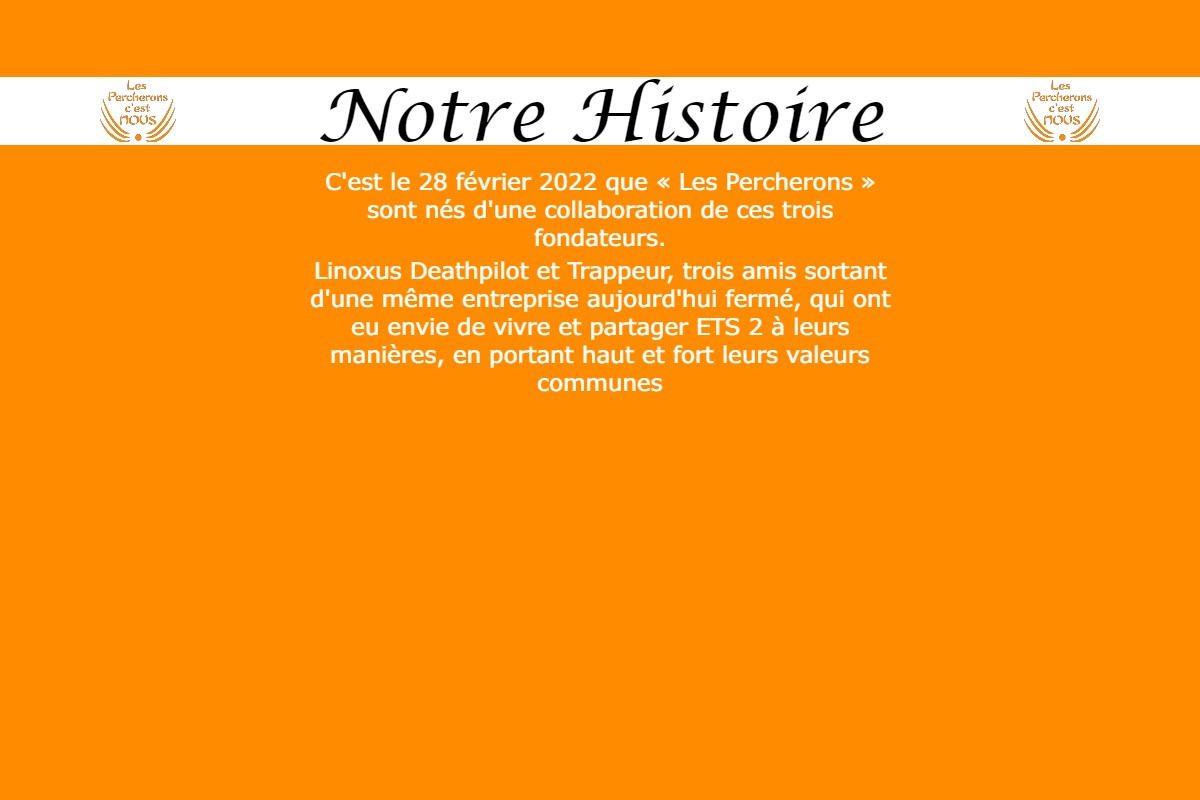 Les
Percherons
c'est
NOUS
Notre Histoire
Les
Percherons
c'est
NOUS
C'est le 28 février 2022 que « Les Percherons »
sont nés d'une collaboration de ces trois
fondateurs.
Linoxus Deathpilot et Trappeur, trois amis sortant
d'une même entreprise aujourd'hui fermé, qui ont
eu envie de vivre et partager ETS 2 à leurs
manières, en portant haut et fort leurs valeurs
communes